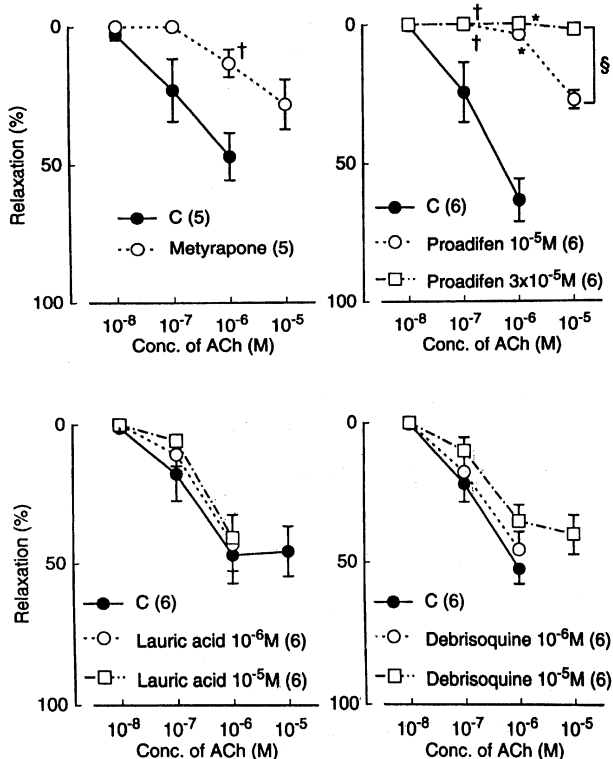 0
50
100
Relaxation (%)
†
C (5)
Metyrapone (5)
10⁻⁸ 10⁻⁷ 10⁻⁶ 10⁻⁵
Conc. of ACh (M)
0
50
100
†
†
*
*
§
C (6)
Proadifen 10⁻⁵M (6)
Proadifen 3x10⁻⁵M (6)
10⁻⁸ 10⁻⁷ 10⁻⁶ 10⁻⁵
Conc. of ACh (M)
0
50
100
Relaxation (%)
C (6)
Lauric acid 10⁻⁶M (6)
Lauric acid 10⁻⁵M (6)
10⁻⁸ 10⁻⁷ 10⁻⁶ 10⁻⁵
Conc. of ACh (M)
0
50
100
C (6)
Debrisoquine 10⁻⁶M (6)
Debrisoquine 10⁻⁵M (6)
10⁻⁸ 10⁻⁷ 10⁻⁶ 10⁻⁵
Conc. of ACh (M)